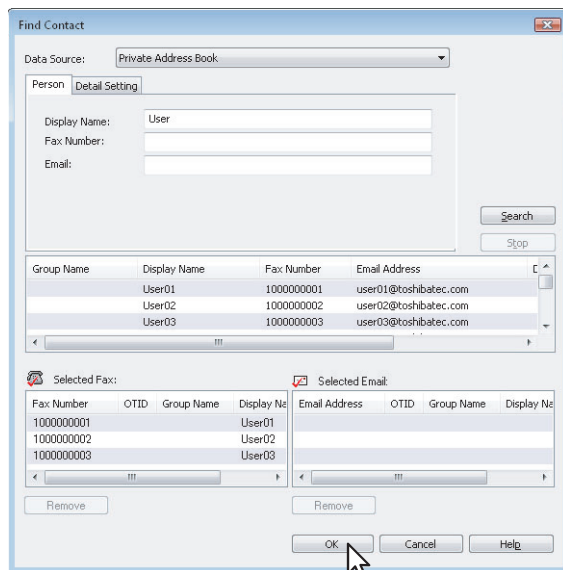 Find Contact
Data Source: Private Address Book
Person Detail Setting
Display Name: User
Fax Number:
Email:
Search
Stop
Group Name Display Name Fax Number Email Address
User01 1000000001 user01@toshibatec.com
User02 1000000002 user02@toshibatec.com
User03 1000000003 user03@toshibatec.com
Selected Fax: Selected Email:
Fax Number OTID Group Name Display Na Email Address OTID Group Name Display Na
1000000001 User01
1000000002 User02
1000000003 User03
Remove Remove
OK Cancel Help